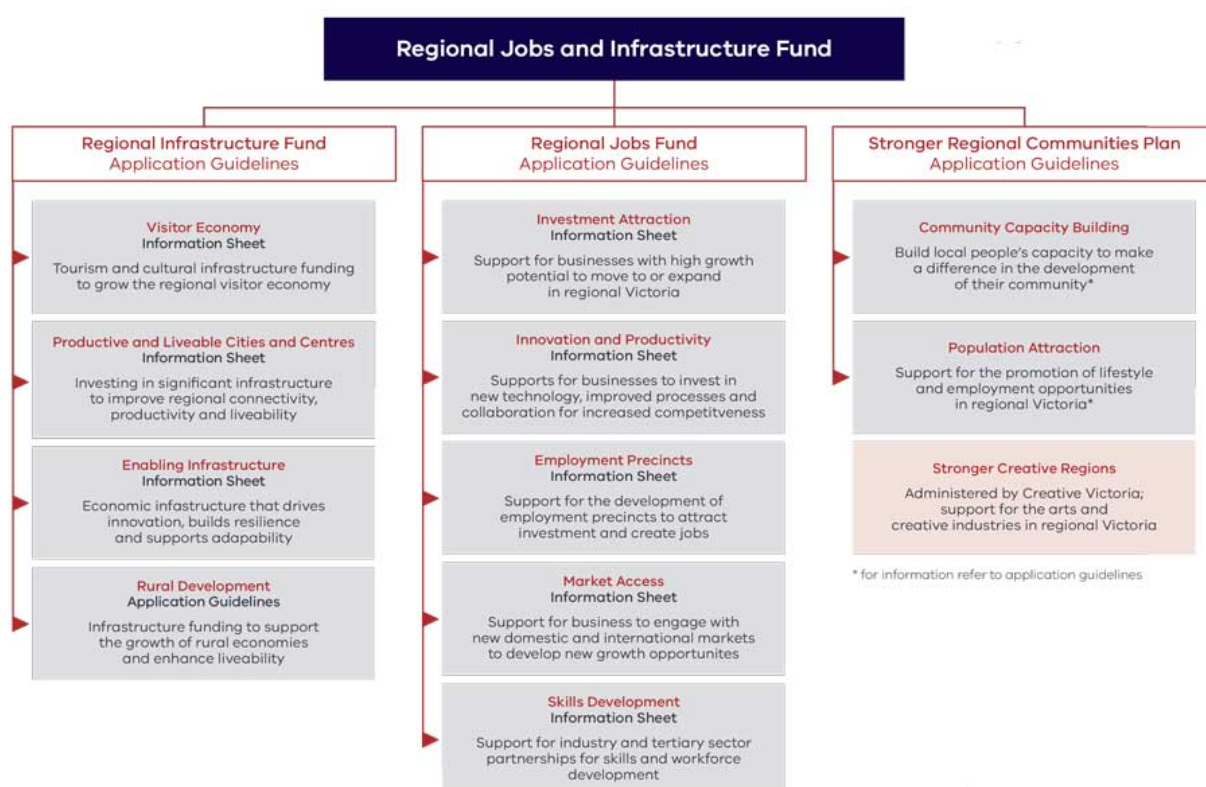 Regional Jobs and Infrastructure Fund
Regional Infrastructure Fund
Application Guidelines
Visitor Economy
Information Sheet
Tourism and cultural infrastructure funding
to grow the regional visitor economy
Productive and Liveable Cities and Centres
Information Sheet
Investing in significant infrastructure
to improve regional connectivity,
productivity and liveability
Enabling Infrastructure
Information Sheet
Economic infastructure that drives
innovation, builds resilience
and supports adapability
Rural Development
Application Guidelines
Infrastructure funding to support
the growth of rural economies
and enhance liveability
Regional Jobs Fund
Application Guidelines
Investment Attraction
Information Sheet
Support for businesses with high growth
potential to move to or expand
in regional Victoria
Innovation and Productivity
Information Sheet
Supports for businesses to invest in
new technology, improved processes and
collaboration for increased competitveness
Employment Precincts
Information Sheet
Support for the development of
employment precincts to attract
investment and create jobs
Market Access
Information Sheet
Support for business to engage with
new domestic and international markets
to develop new growth opportunites
Skills Development
Information Sheet
Support for industry and tertiary sector
partnerships for skills and workforce
development
Stronger Regional Communities Plan
Application Guidelines
Community Capacity Building
Build local people's capacity to make
a difference in the development
of their community*
Population Attraction
Support for the promotion of lifestyle
and employment opportunities
in regional Victoria*
Stronger Creative Regions
Administered by Creative Victoria;
support for the arts and
creative industries in regional Victoria
* for information refer to application guidelines